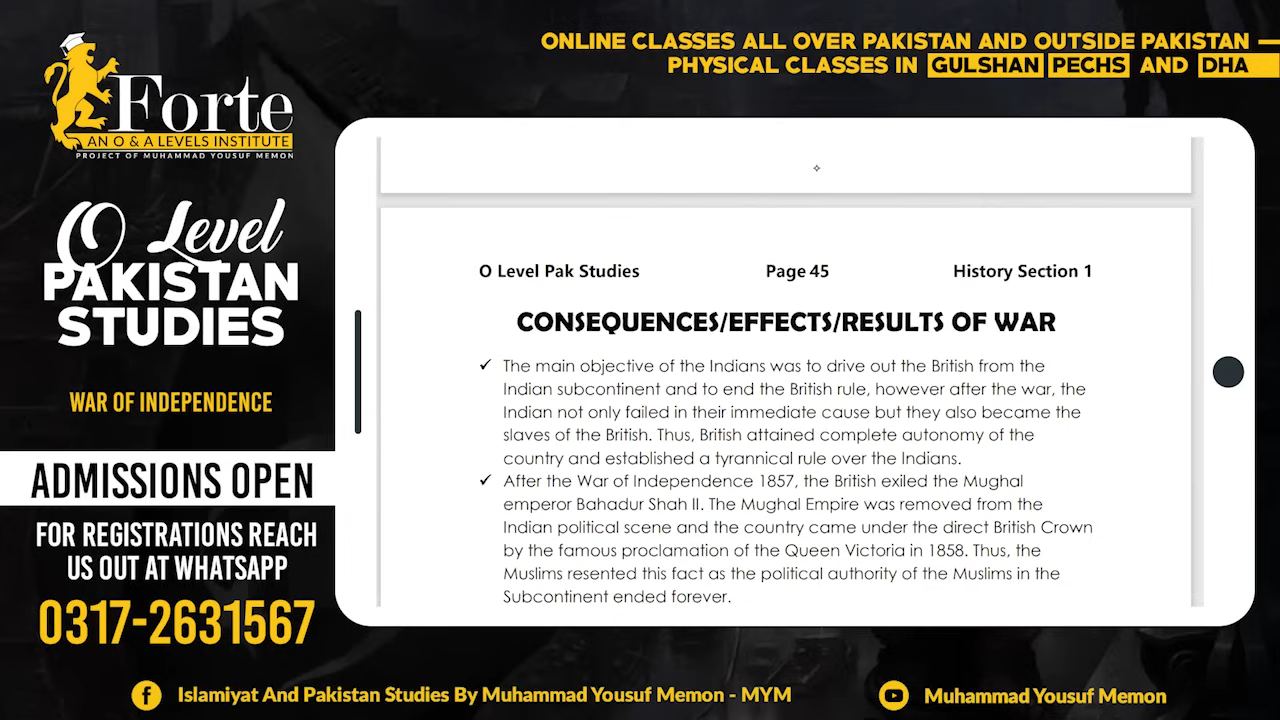 ONLINE CLASSES ALL OVER PAKISTAN AND OUTSIDE PAKISTAN
PHYSICAL CLASSES IN GULSHAN PECHS AND DHA
Forte
AN O & A LEVELS INSTITUTE
PROJECT OF MUHAMMAD YOUSUF MEMON
O Level
PAKISTAN
STUDIES
WAR OF INDEPENDENCE
ADMISSIONS OPEN
FOR REGISTRATIONS REACH
US OUT AT WHATSAPP
0317-2631567
O Level Pak Studies Page 45 History Section 1
CONSEQUENCES/EFFECTS/RESULTS OF WAR
✓ The main objective of the Indians was to drive out the British from the
Indian subcontinent and to end the British rule, however after the war, the
Indian not only failed in their immediate cause but they also became the
slaves of the British. Thus, British attained complete autonomy of the
country and established a tyrannical rule over the Indians.
✓ After the War of Independence 1857, the British exiled the Mughal
emperor Bahadur Shah II. The Mughal Empire was removed from the
Indian political scene and the country came under the direct British Crown
by the famous proclamation of the Queen Victoria in 1858. Thus, the
Muslims resented this fact as the political authority of the Muslims in the
Subcontinent ended forever.
Islamiyat And Pakistan Studies By Muhammad Yousuf Memon - MYM
Muhammad Yousuf Memon